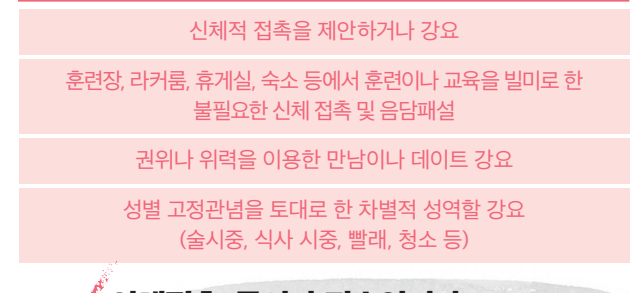 신체적 접촉을 제안하거나 강요
훈련장, 라커룸, 휴게실, 숙소 등에서 훈련이나 교육을 빌미로 한
불필요한 신체 접촉 및 음담패설
권위나 위력을 이용한 만남이나 데이트 강요
성별 고정관념을 토대로 한 차별적 성역할 강요
(술시중, 식사 시중, 빨래, 청소 등)